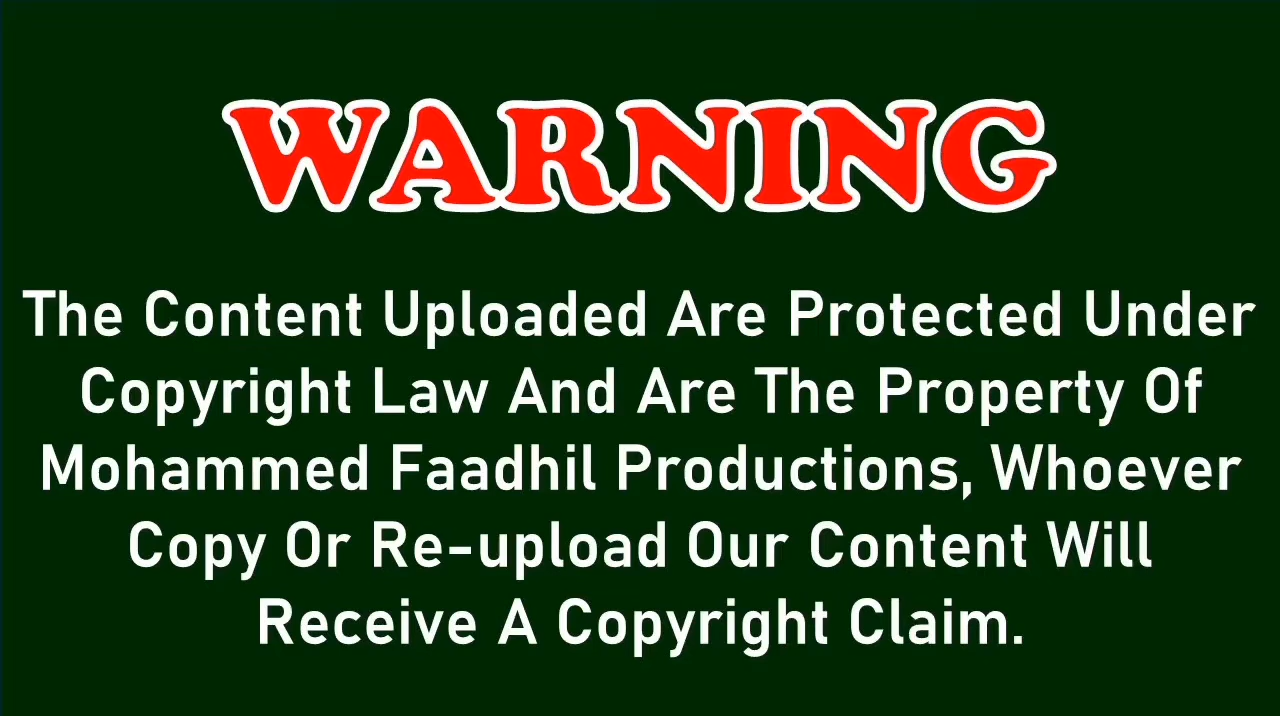 WARNING
The Content Uploaded Are Protected Under
Copyright Law And Are The Property Of
Mohammed Faadhil Productions, Whoever
Copy Or Re-upload Our Content Will
Receive A Copyright Claim.